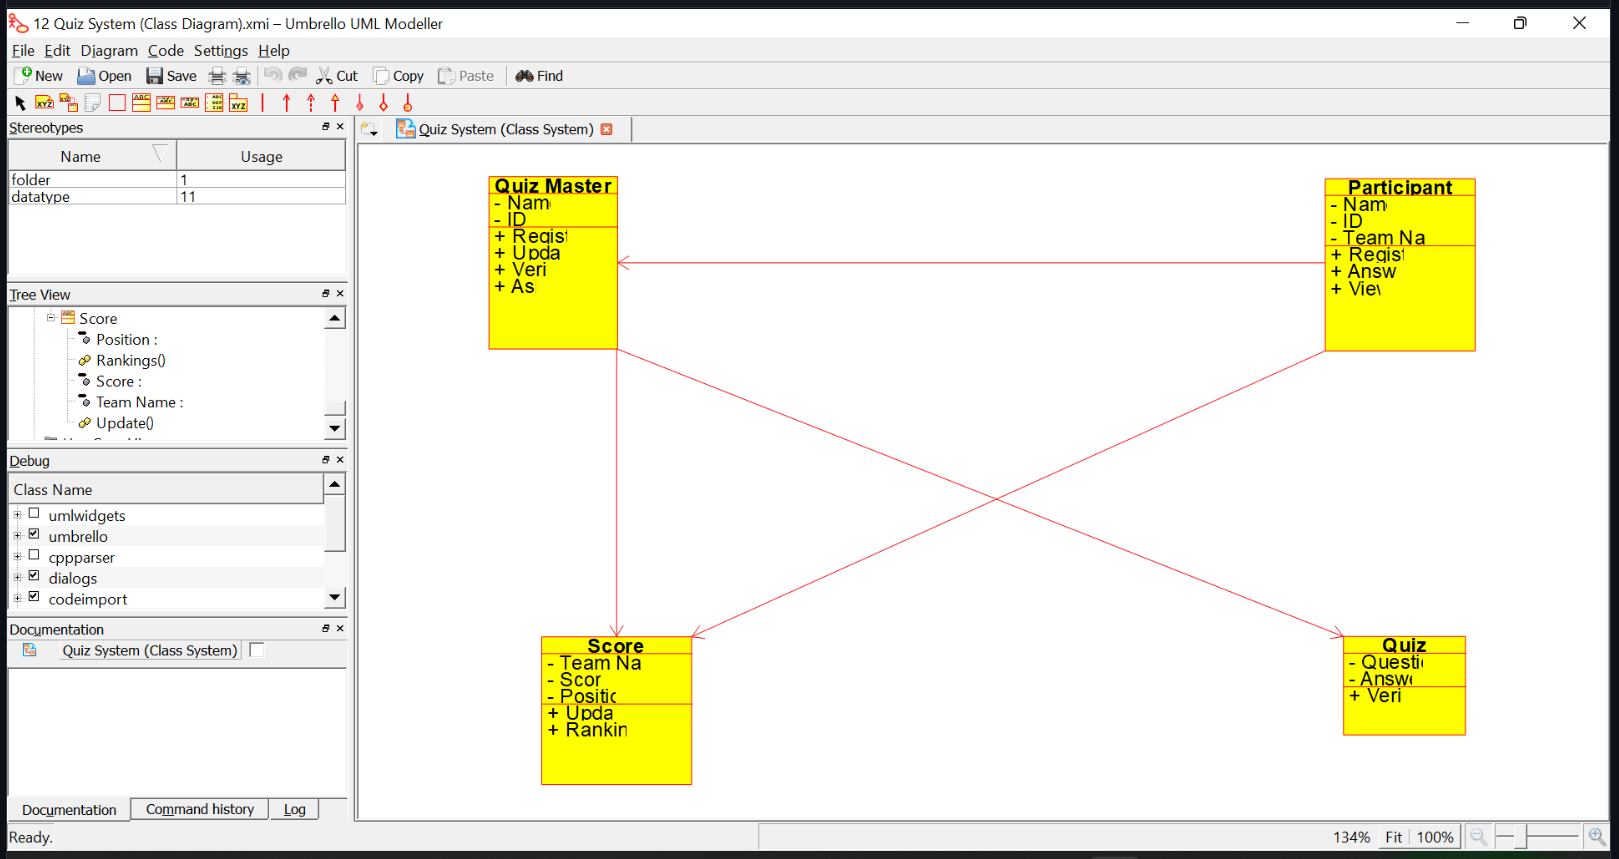 12 Quiz System (Class Diagram).xmi – Umbrello UML Modeller
File Edit Diagram Code Settings Help
New Open Save Cut Copy Paste Find
Stereotypes
Name Usage
folder 1
datatype 11
Tree View
Score
Position :
Rankings()
Score :
Team Name :
Update()
Debug
Class Name
umlwidgets
umbrello
cppparser
dialogs
codeimport
Documentation
Quiz System (Class System)
Documentation Command history Log
Ready.
Quiz System (Class System)
Quiz Master
- Nam
- ID
+ Regist
+ Upda
+ Veri
+ As
Participant
- Nam
- ID
- Team Na
+ Regist
+ Answ
+ Viev
Score
- Team Na
- Scor
- Positic
+ Upda
+ Rankin
Quiz
- Questi
- Answe
+ Veri
134% Fit 100%